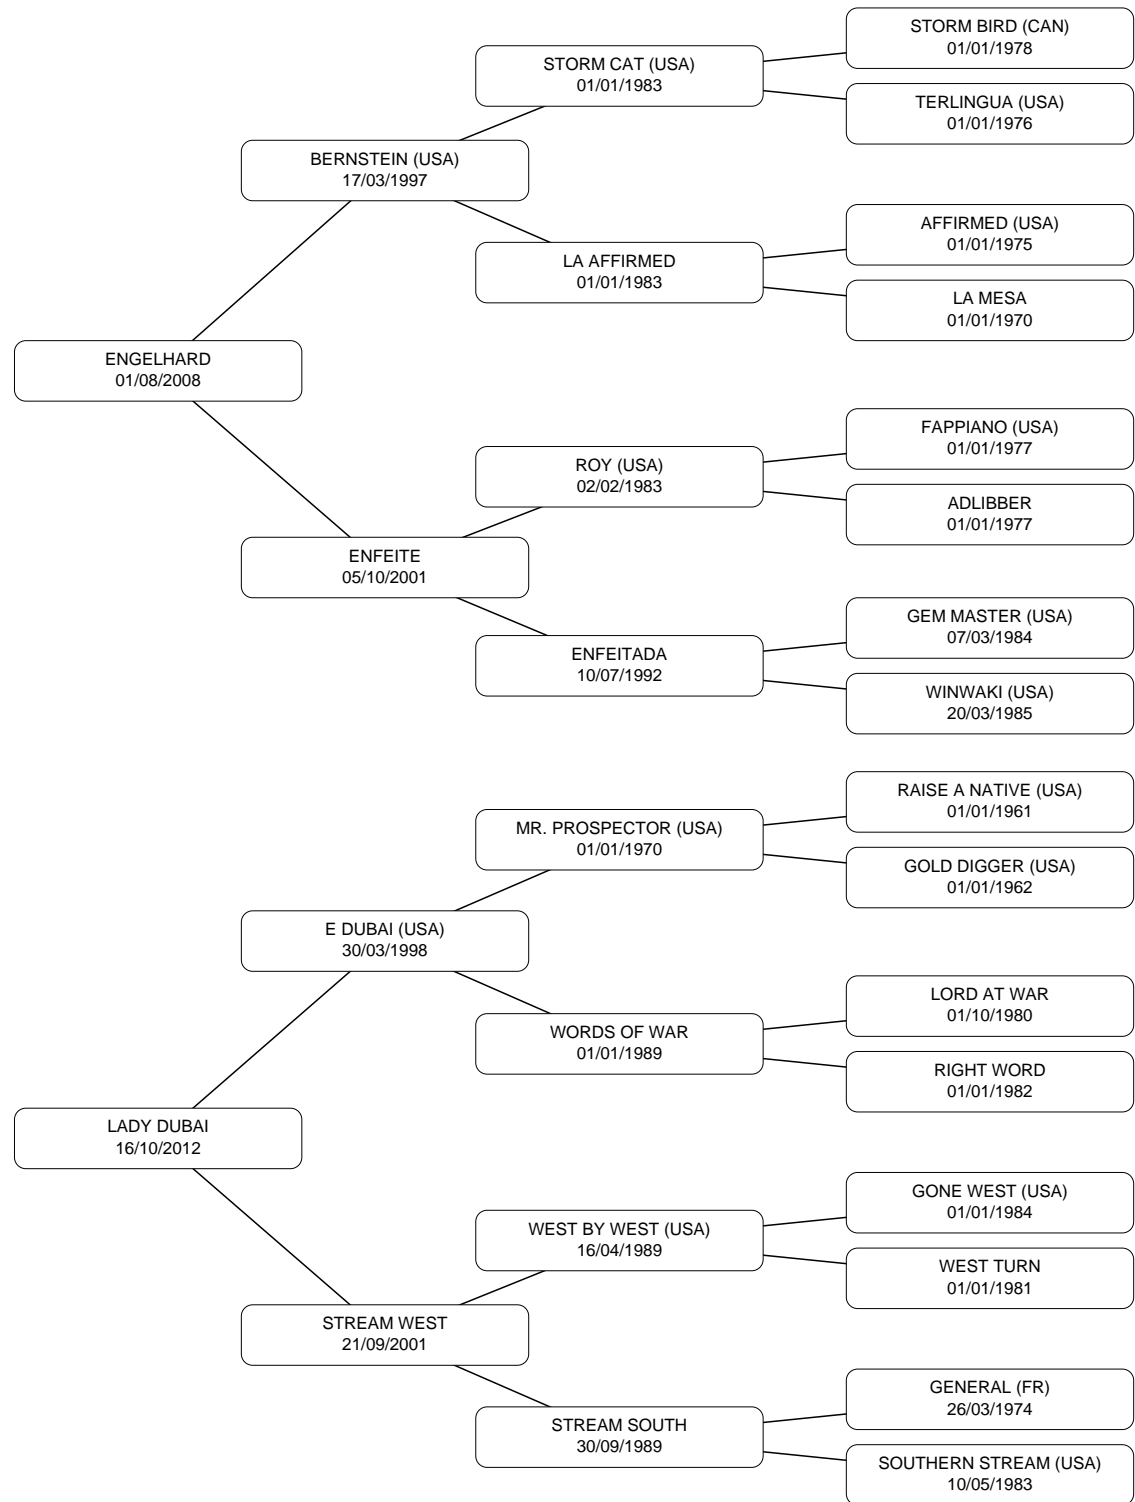 STORM BIRD (CAN)
01/01/1978
STORM CAT (USA)
01/01/1983
TERLINGUA (USA)
01/01/1976
BERNSTEIN (USA)
17/03/1997
AFFIRMED (USA)
01/01/1975
LA AFFIRMED
01/01/1983
LA MESA
01/01/1970
ENGELHARD
01/08/2008
FAPPIANO (USA)
01/01/1977
ROY (USA)
02/02/1983
ADLIBBER
01/01/1977
ENFEITE
05/10/2001
GEM MASTER (USA)
07/03/1984
ENFEITADA
10/07/1992
WINWAKI (USA)
20/03/1985
RAISE A NATIVE (USA)
01/01/1961
MR. PROSPECTOR (USA)
01/01/1970
GOLD DIGGER (USA)
01/01/1962
E DUBAI (USA)
30/03/1998
LORD AT WAR
01/10/1980
WORDS OF WAR
01/01/1989
RIGHT WORD
01/01/1982
LADY DUBAI
16/10/2012
GONE WEST (USA)
01/01/1984
WEST BY WEST (USA)
16/04/1989
WEST TURN
01/01/1981
STREAM WEST
21/09/2001
GENERAL (FR)
26/03/1974
STREAM SOUTH
30/09/1989
SOUTHERN STREAM (USA)
10/05/1983